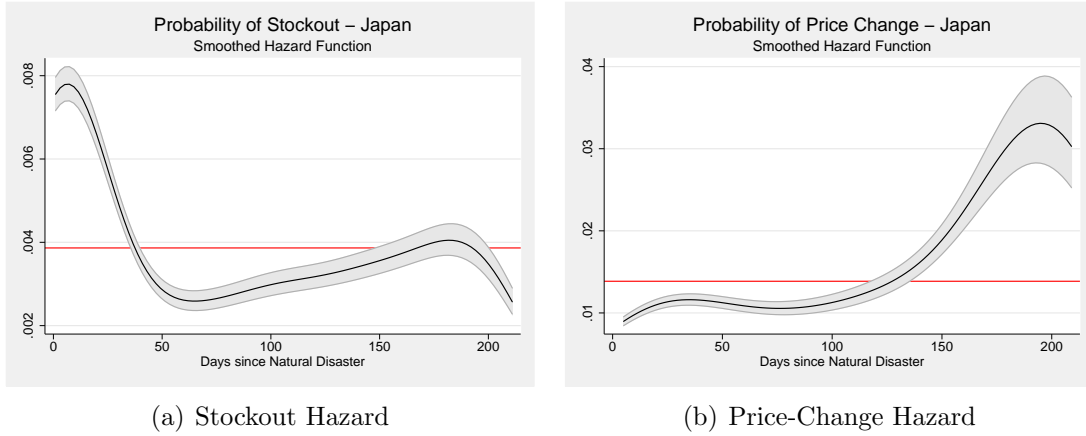 Probability of Stockout – Japan
Smoothed Hazard Function
.008
.006
.004
.002
0 50 100 150 200
Days since Natural Disaster
(a) Stockout Hazard
Probability of Price Change – Japan
Smoothed Hazard Function
.04
.03
.02
.01
0 50 100 150 200
Days since Natural Disaster
(b) Price-Change Hazard